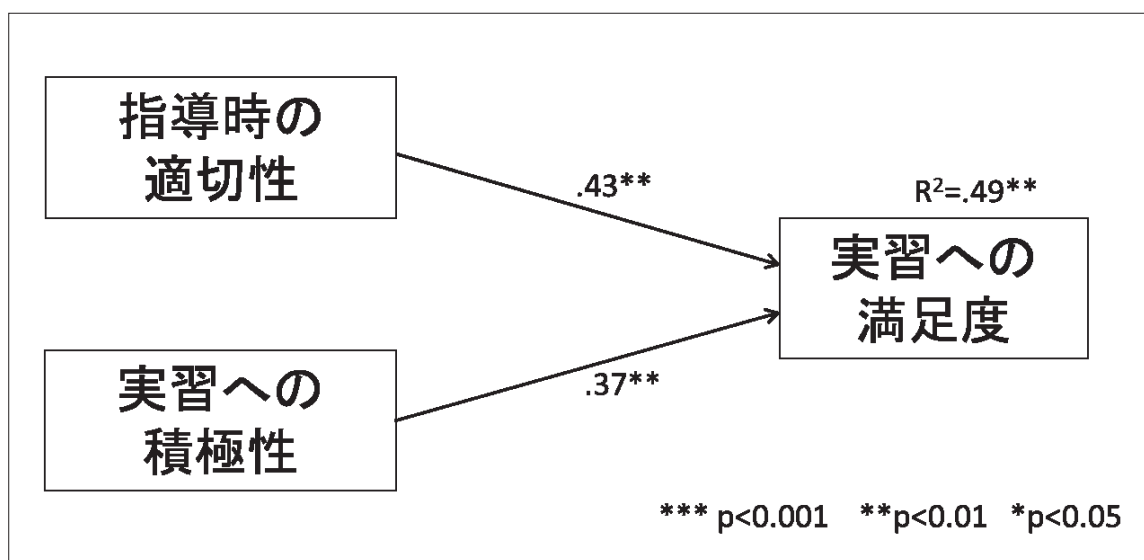 指導時の
適切性
.43**
R²=.49**
実習への
満足度
実習への
積極性
.37**
*** p<0.001 **p<0.01 *p<0.05